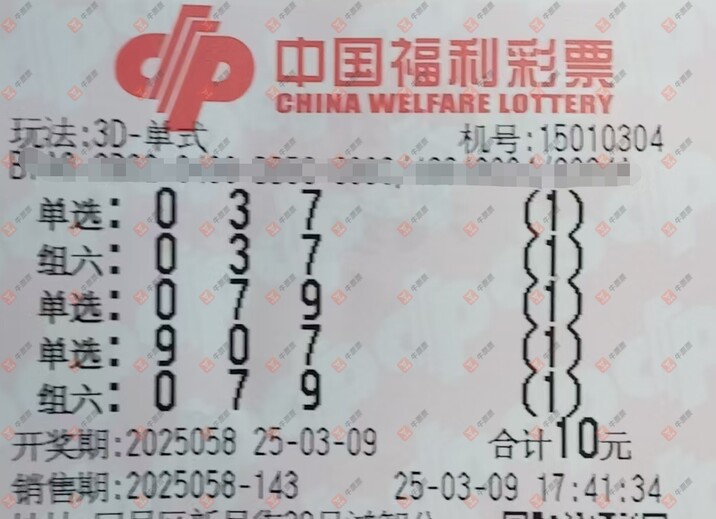 中国福利彩票
CHINA WELFARE LOTTERY
玩法:3D-单式 机号:15010304
单选: 0 3 7 (1)
组六: 0 3 7 (1)
单选: 0 7 9 (1)
单选: 9 0 7 (1)
组六: 0 7 9 (1)
开奖期:2025058 25-03-09 合计10元
销售期:2025058-143 25-03-09 17:41:34